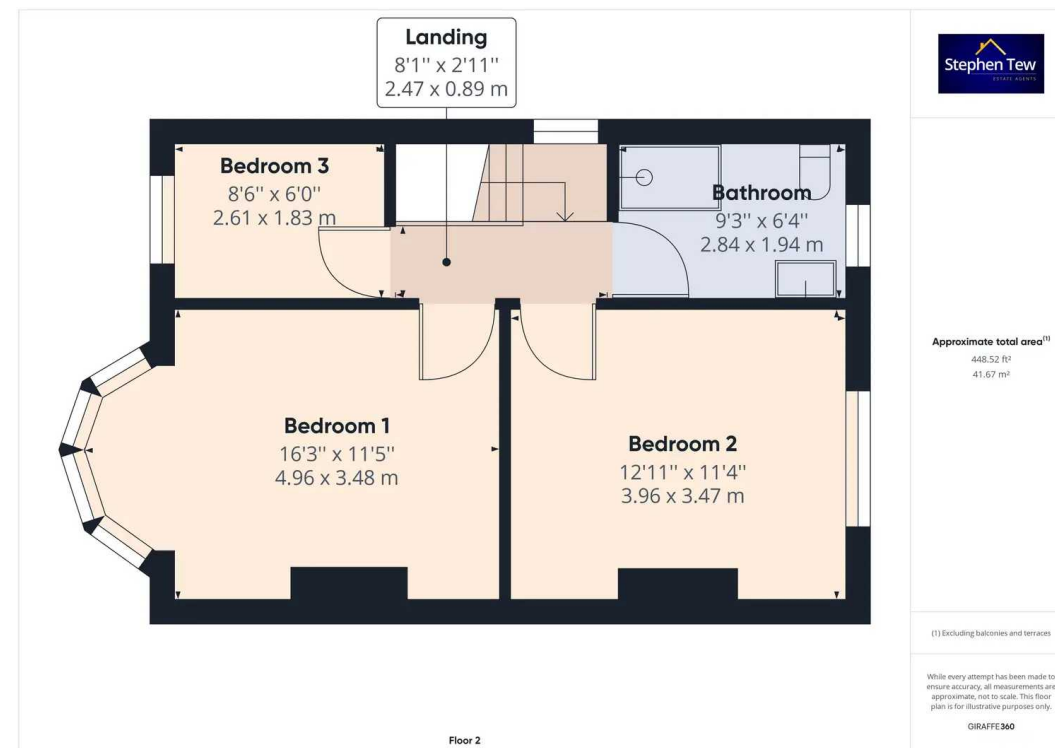 Landing
8'1'' x 2'11''
2.47 x 0.89 m
Bedroom 3
8'6'' x 6'0''
2.61 x 1.83 m
Bathroom
9'3'' x 6'4''
2.84 x 1.94 m
Bedroom 1
16'3'' x 11'5''
4.96 x 3.48 m
Bedroom 2
12'11'' x 11'4''
3.96 x 3.47 m
Floor 2
Stephen Tew
ESTATE AGENTS
Approximate total area(1)
448.52 ft²
41.67 m²
(1) Excluding balconies and terraces
While every attempt has been made to
ensure accuracy, all measurements are
approximate, not to scale. This floor
plan is for illustrative purposes only.
GIRAFFE360